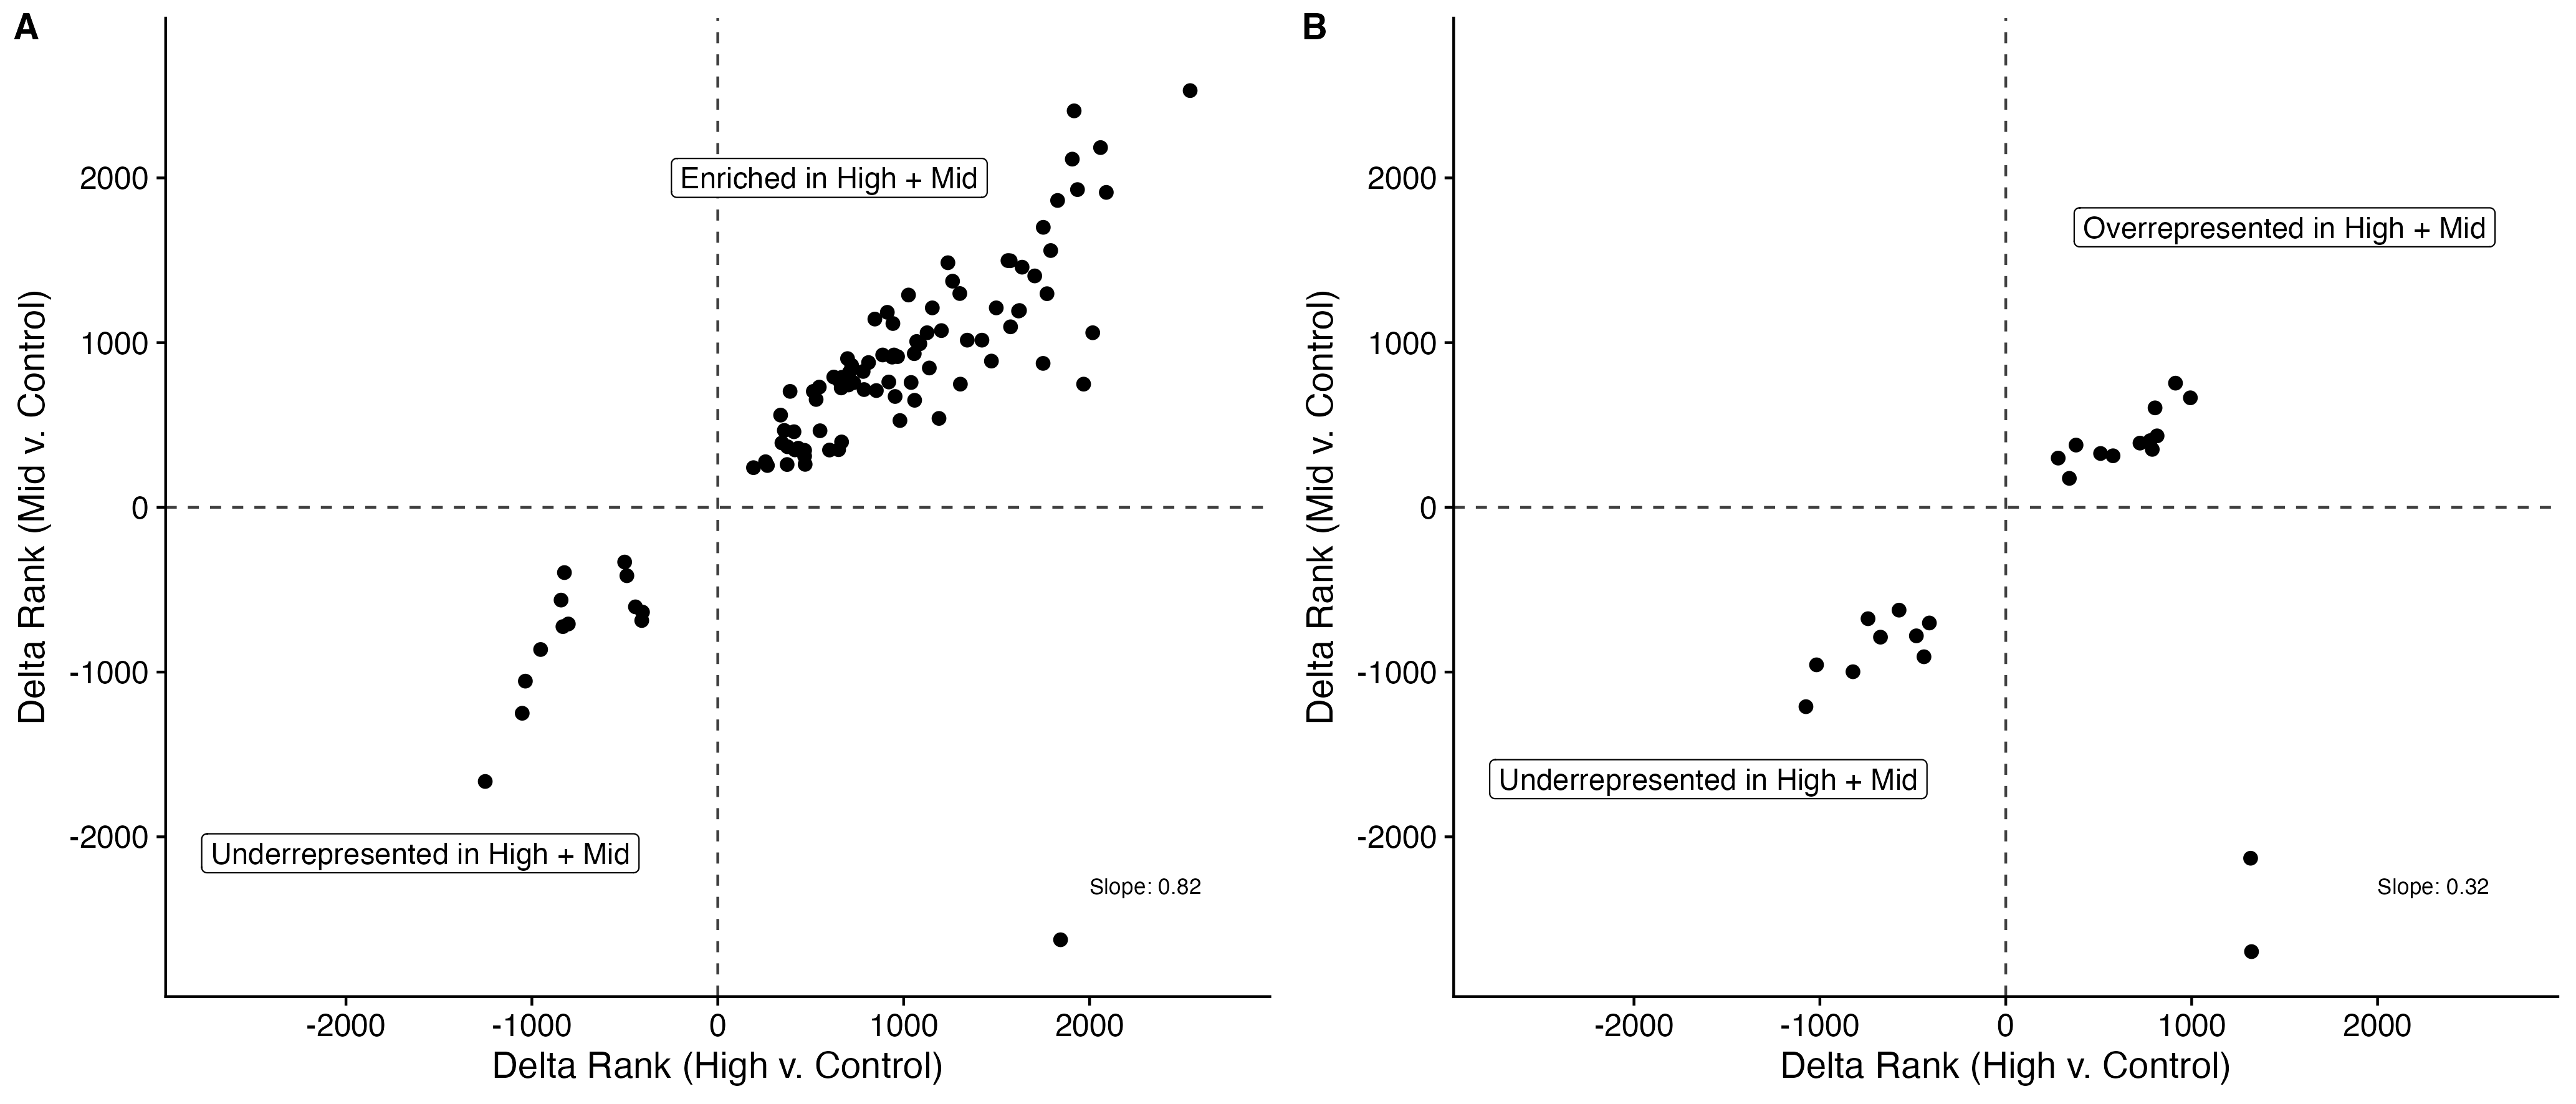 A
Delta Rank (Mid v. Control)
2000
1000
0
-1000
-2000
Enriched in High + Mid
Underrepresented in High + Mid
Slope: 0.82
-2000 -1000 0 1000 2000
Delta Rank (High v. Control)
B
Delta Rank (Mid v. Control)
2000
1000
0
-1000
-2000
Overrepresented in High + Mid
Underrepresented in High + Mid
Slope: 0.32
-2000 -1000 0 1000 2000
Delta Rank (High v. Control)